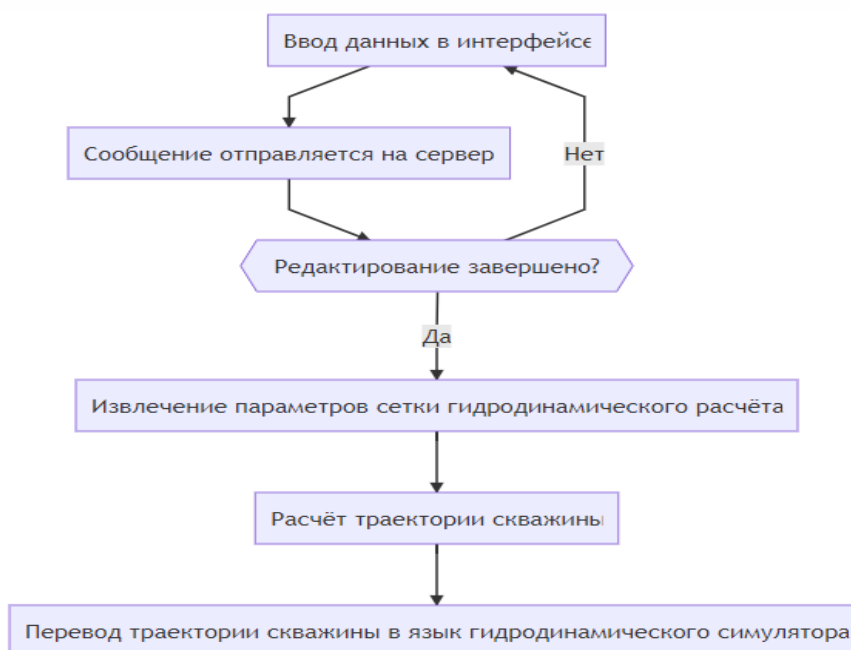 Ввод данных в интерфейсе
Сообщение отправляется на сервер
Нет
Редактирование завершено?
Да
Извлечение параметров сетки гидродинамического расчёта
Расчёт траектории скважины
Перевод траектории скважины в язык гидродинамического симулятора